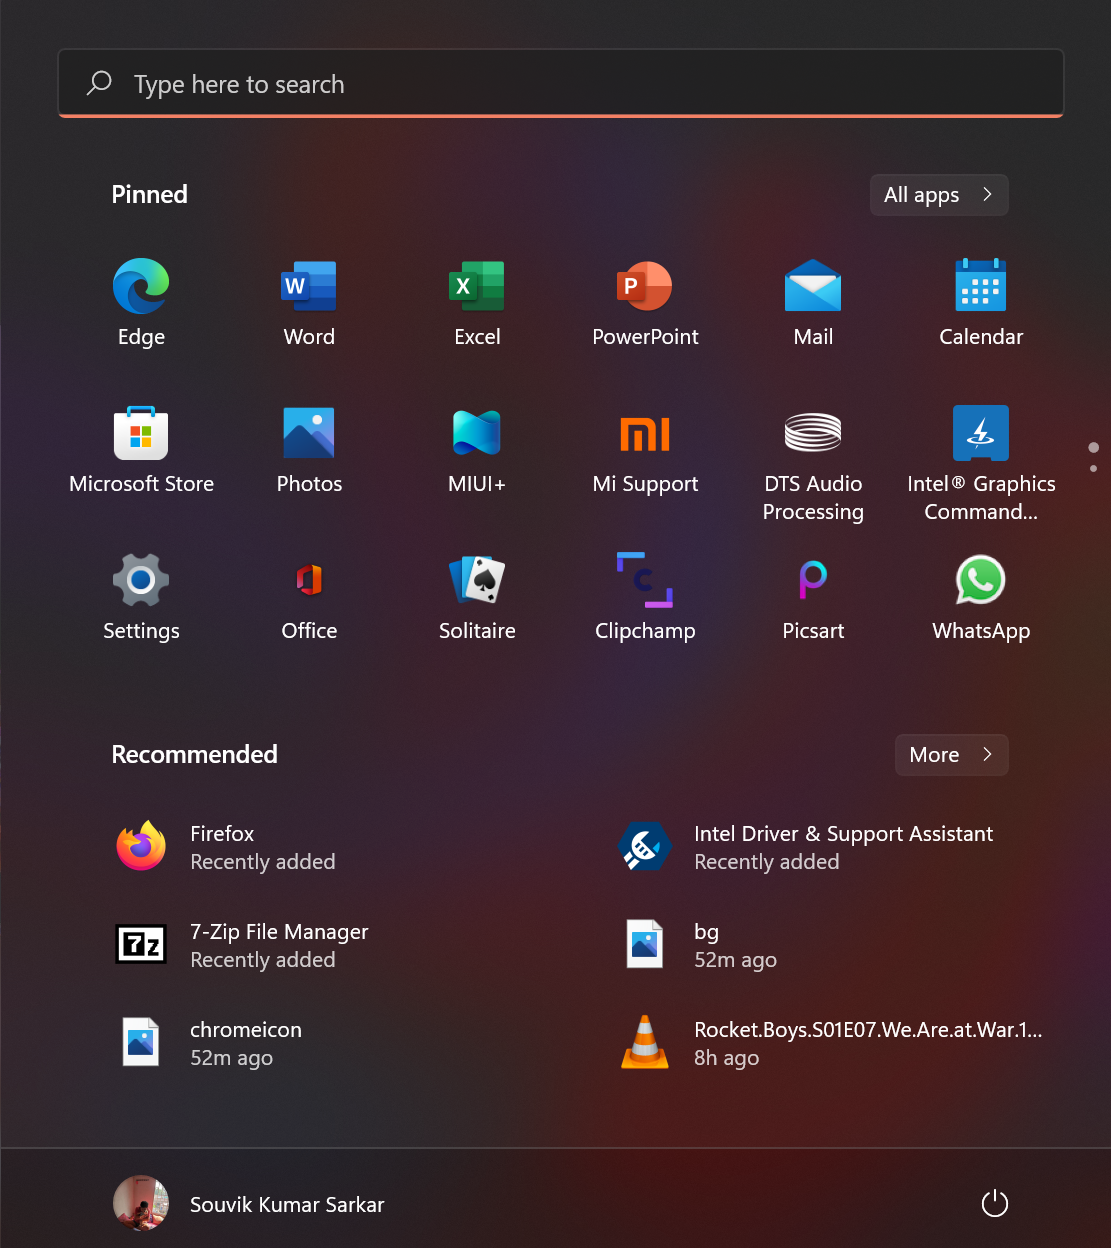 Type here to search
Pinned
All apps
Edge
Word
Excel
PowerPoint
Mail
Calendar
Microsoft Store
Photos
MIUI+
Mi Support
DTS Audio
Processing
Intel® Graphics
Command...
Settings
Office
Solitaire
Clipchamp
Picsart
WhatsApp
Recommended
More
Firefox
Recently added
Intel Driver & Support Assistant
Recently added
7-Zip File Manager
Recently added
bg
52m ago
chromeicon
52m ago
Rocket.Boys.S01E07.We.Are.at.War.1...
8h ago
Souvik Kumar Sarkar